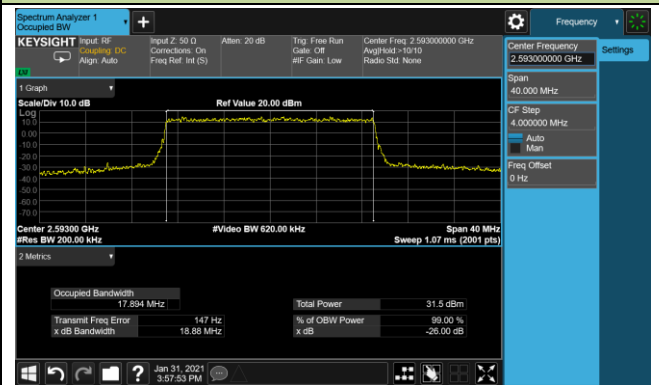 Spectrum Analyzer 1
Occupied BW
+
Frequency
KEYSIGHT
Input: RF
Coupling: DC
Align: Auto
Input Z: 50 Ω
Corrections: On
Freq Ref: Int (S)
Atten: 20 dB
Trig: Free Run
Gate: Off
#IF Gain: Low
Center Freq: 2.593000000 GHz
Avg|Hold:>10/10
Radio Std: None
1 Graph
Scale/Div 10.0 dB
Ref Value 20.00 dBm
Log
10.0
0.00
-10.0
-20.0
-30.0
-40.0
-50.0
-60.0
-70.0
Center 2.59300 GHz
#Video BW 620.00 kHz
Span 40 MHz
#Res BW 200.00 kHz
Sweep 1.07 ms (2001 pts)
2 Metrics
Occupied Bandwidth
17.894 MHz
Total Power 31.5 dBm
Transmit Freq Error 147 Hz
% of OBW Power 99.00 %
x dB Bandwidth 18.88 MHz
x dB -26.00 dB
Jan 31, 2021
3:57:53 PM
Center Frequency
2.593000000 GHz
Settings
Span
40.000 MHz
CF Step
4.000000 MHz
Auto
Man
Freq Offset
0 Hz